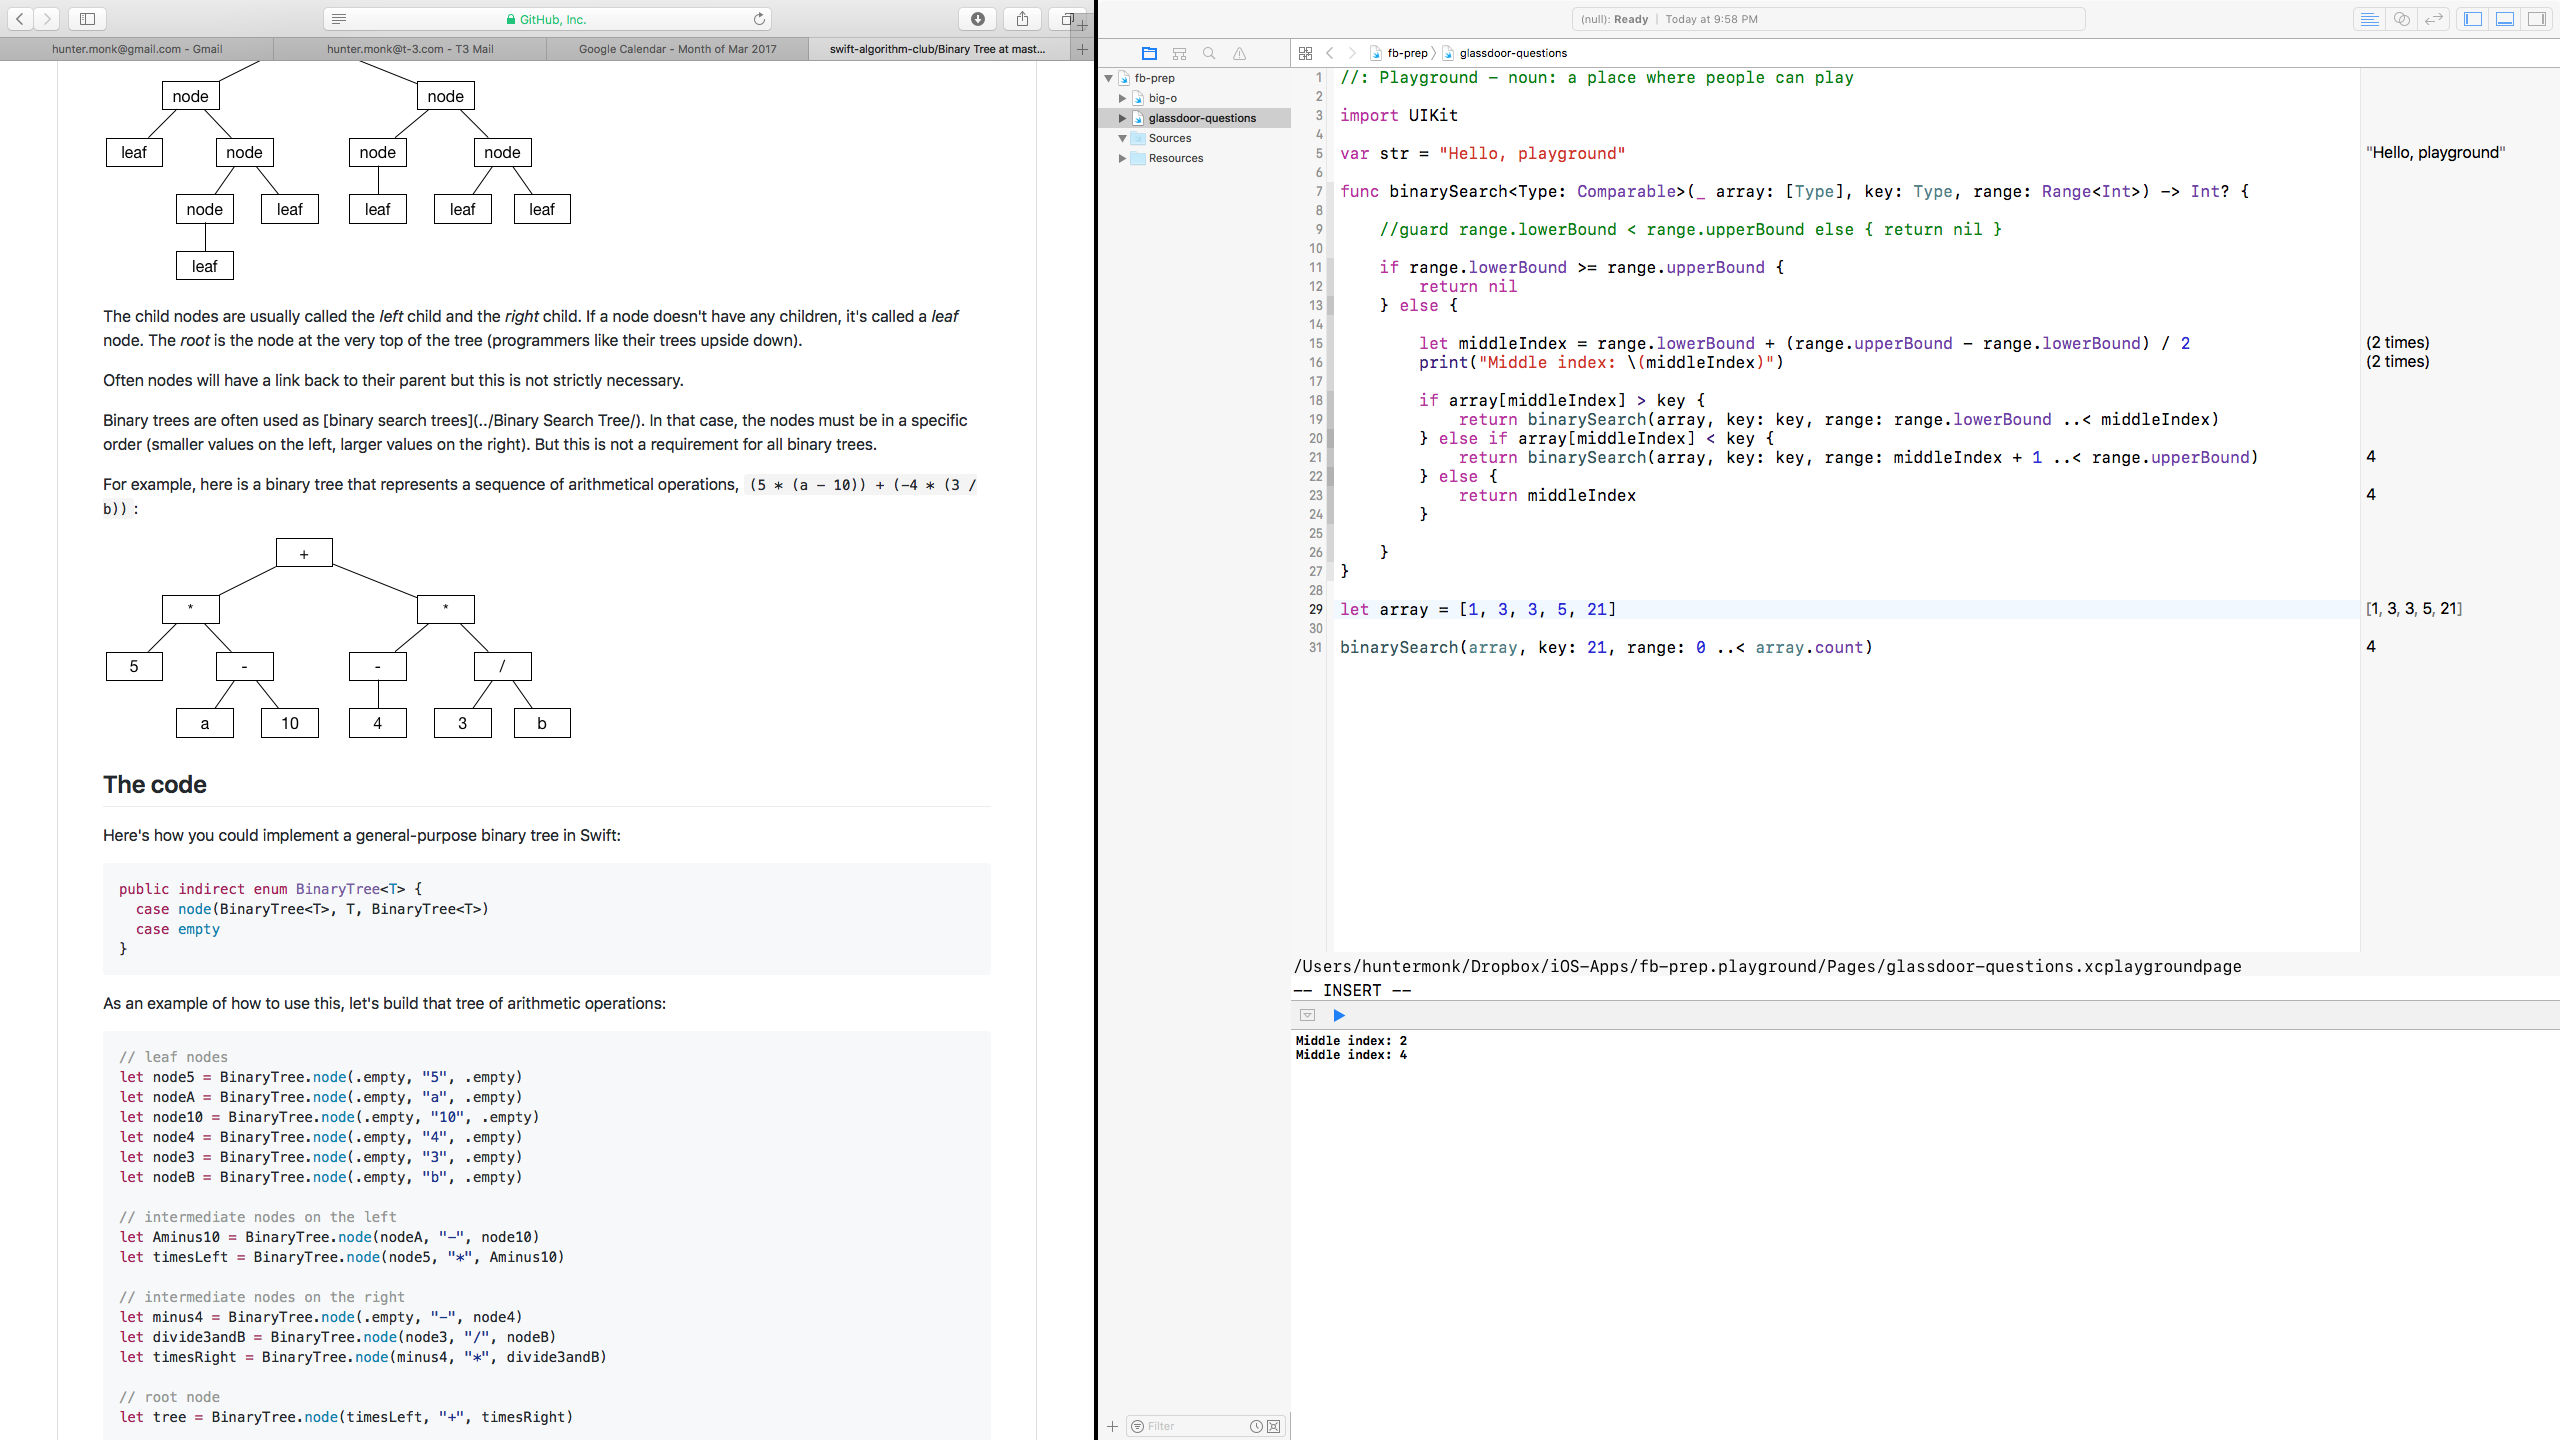 GitHub, Inc.
hunter.monk@gmail.com - Gmail
hunter.monk@t-3.com - T3 Mail
Google Calendar - Month of Mar 2017
swift-algorithm-club/Binary Tree at mast...
node node
leaf node node node
node leaf leaf leaf leaf
leaf
The child nodes are usually called the left child and the right child. If a node doesn't have any children, it's called a leaf
node. The root is the node at the very top of the tree (programmers like their trees upside down).
Often nodes will have a link back to their parent but this is not strictly necessary.
Binary trees are often used as [binary search trees](../Binary Search Tree/). In that case, the nodes must be in a specific
order (smaller values on the left, larger values on the right). But this is not a requirement for all binary trees.
For example, here is a binary tree that represents a sequence of arithmetical operations, (5 * (a - 10)) + (-4 * (3 /
b)) :
+
* *
5 - - /
a 10 4 3 b
The code
Here's how you could implement a general-purpose binary tree in Swift:
public indirect enum BinaryTree<T> {
  case node(BinaryTree<T>, T, BinaryTree<T>)
  case empty
}
As an example of how to use this, let's build that tree of arithmetic operations:
// leaf nodes
let node5 = BinaryTree.node(.empty, "5", .empty)
let nodeA = BinaryTree.node(.empty, "a", .empty)
let node10 = BinaryTree.node(.empty, "10", .empty)
let node4 = BinaryTree.node(.empty, "4", .empty)
let node3 = BinaryTree.node(.empty, "3", .empty)
let nodeB = BinaryTree.node(.empty, "b", .empty)
// intermediate nodes on the left
let Aminus10 = BinaryTree.node(nodeA, "-", node10)
let timesLeft = BinaryTree.node(node5, "*", Aminus10)
// intermediate nodes on the right
let minus4 = BinaryTree.node(.empty, "-", node4)
let divide3andB = BinaryTree.node(node3, "/", nodeB)
let timesRight = BinaryTree.node(minus4, "*", divide3andB)
// root node
let tree = BinaryTree.node(timesLeft, "+", timesRight)
(null): Ready | Today at 9:58 PM
fb-prep
big-o
glassdoor-questions
Sources
Resources
Filter
fb-prep glassdoor-questions
1 //: Playground - noun: a place where people can play
2
3 import UIKit
4
5 var str = "Hello, playground" "Hello, playground"
6
7 func binarySearch<Type: Comparable>(_ array: [Type], key: Type, range: Range<Int>) -> Int? {
8
9     //guard range.lowerBound < range.upperBound else { return nil }
10
11     if range.lowerBound >= range.upperBound {
12         return nil
13     } else {
14
15         let middleIndex = range.lowerBound + (range.upperBound - range.lowerBound) / 2 (2 times)
16         print("Middle index: \(middleIndex)") (2 times)
17
18         if array[middleIndex] > key {
19             return binarySearch(array, key: key, range: range.lowerBound ..< middleIndex)
20         } else if array[middleIndex] < key {
21             return binarySearch(array, key: key, range: middleIndex + 1 ..< range.upperBound) 4
22         } else {
23             return middleIndex 4
24         }
25
26     }
27 }
28
29 let array = [1, 3, 3, 5, 21] [1, 3, 3, 5, 21]
30
31 binarySearch(array, key: 21, range: 0 ..< array.count) 4
/Users/huntermonk/Dropbox/iOS-Apps/fb-prep.playground/Pages/glassdoor-questions.xcplaygroundpage
-- INSERT --
Middle index: 2
Middle index: 4